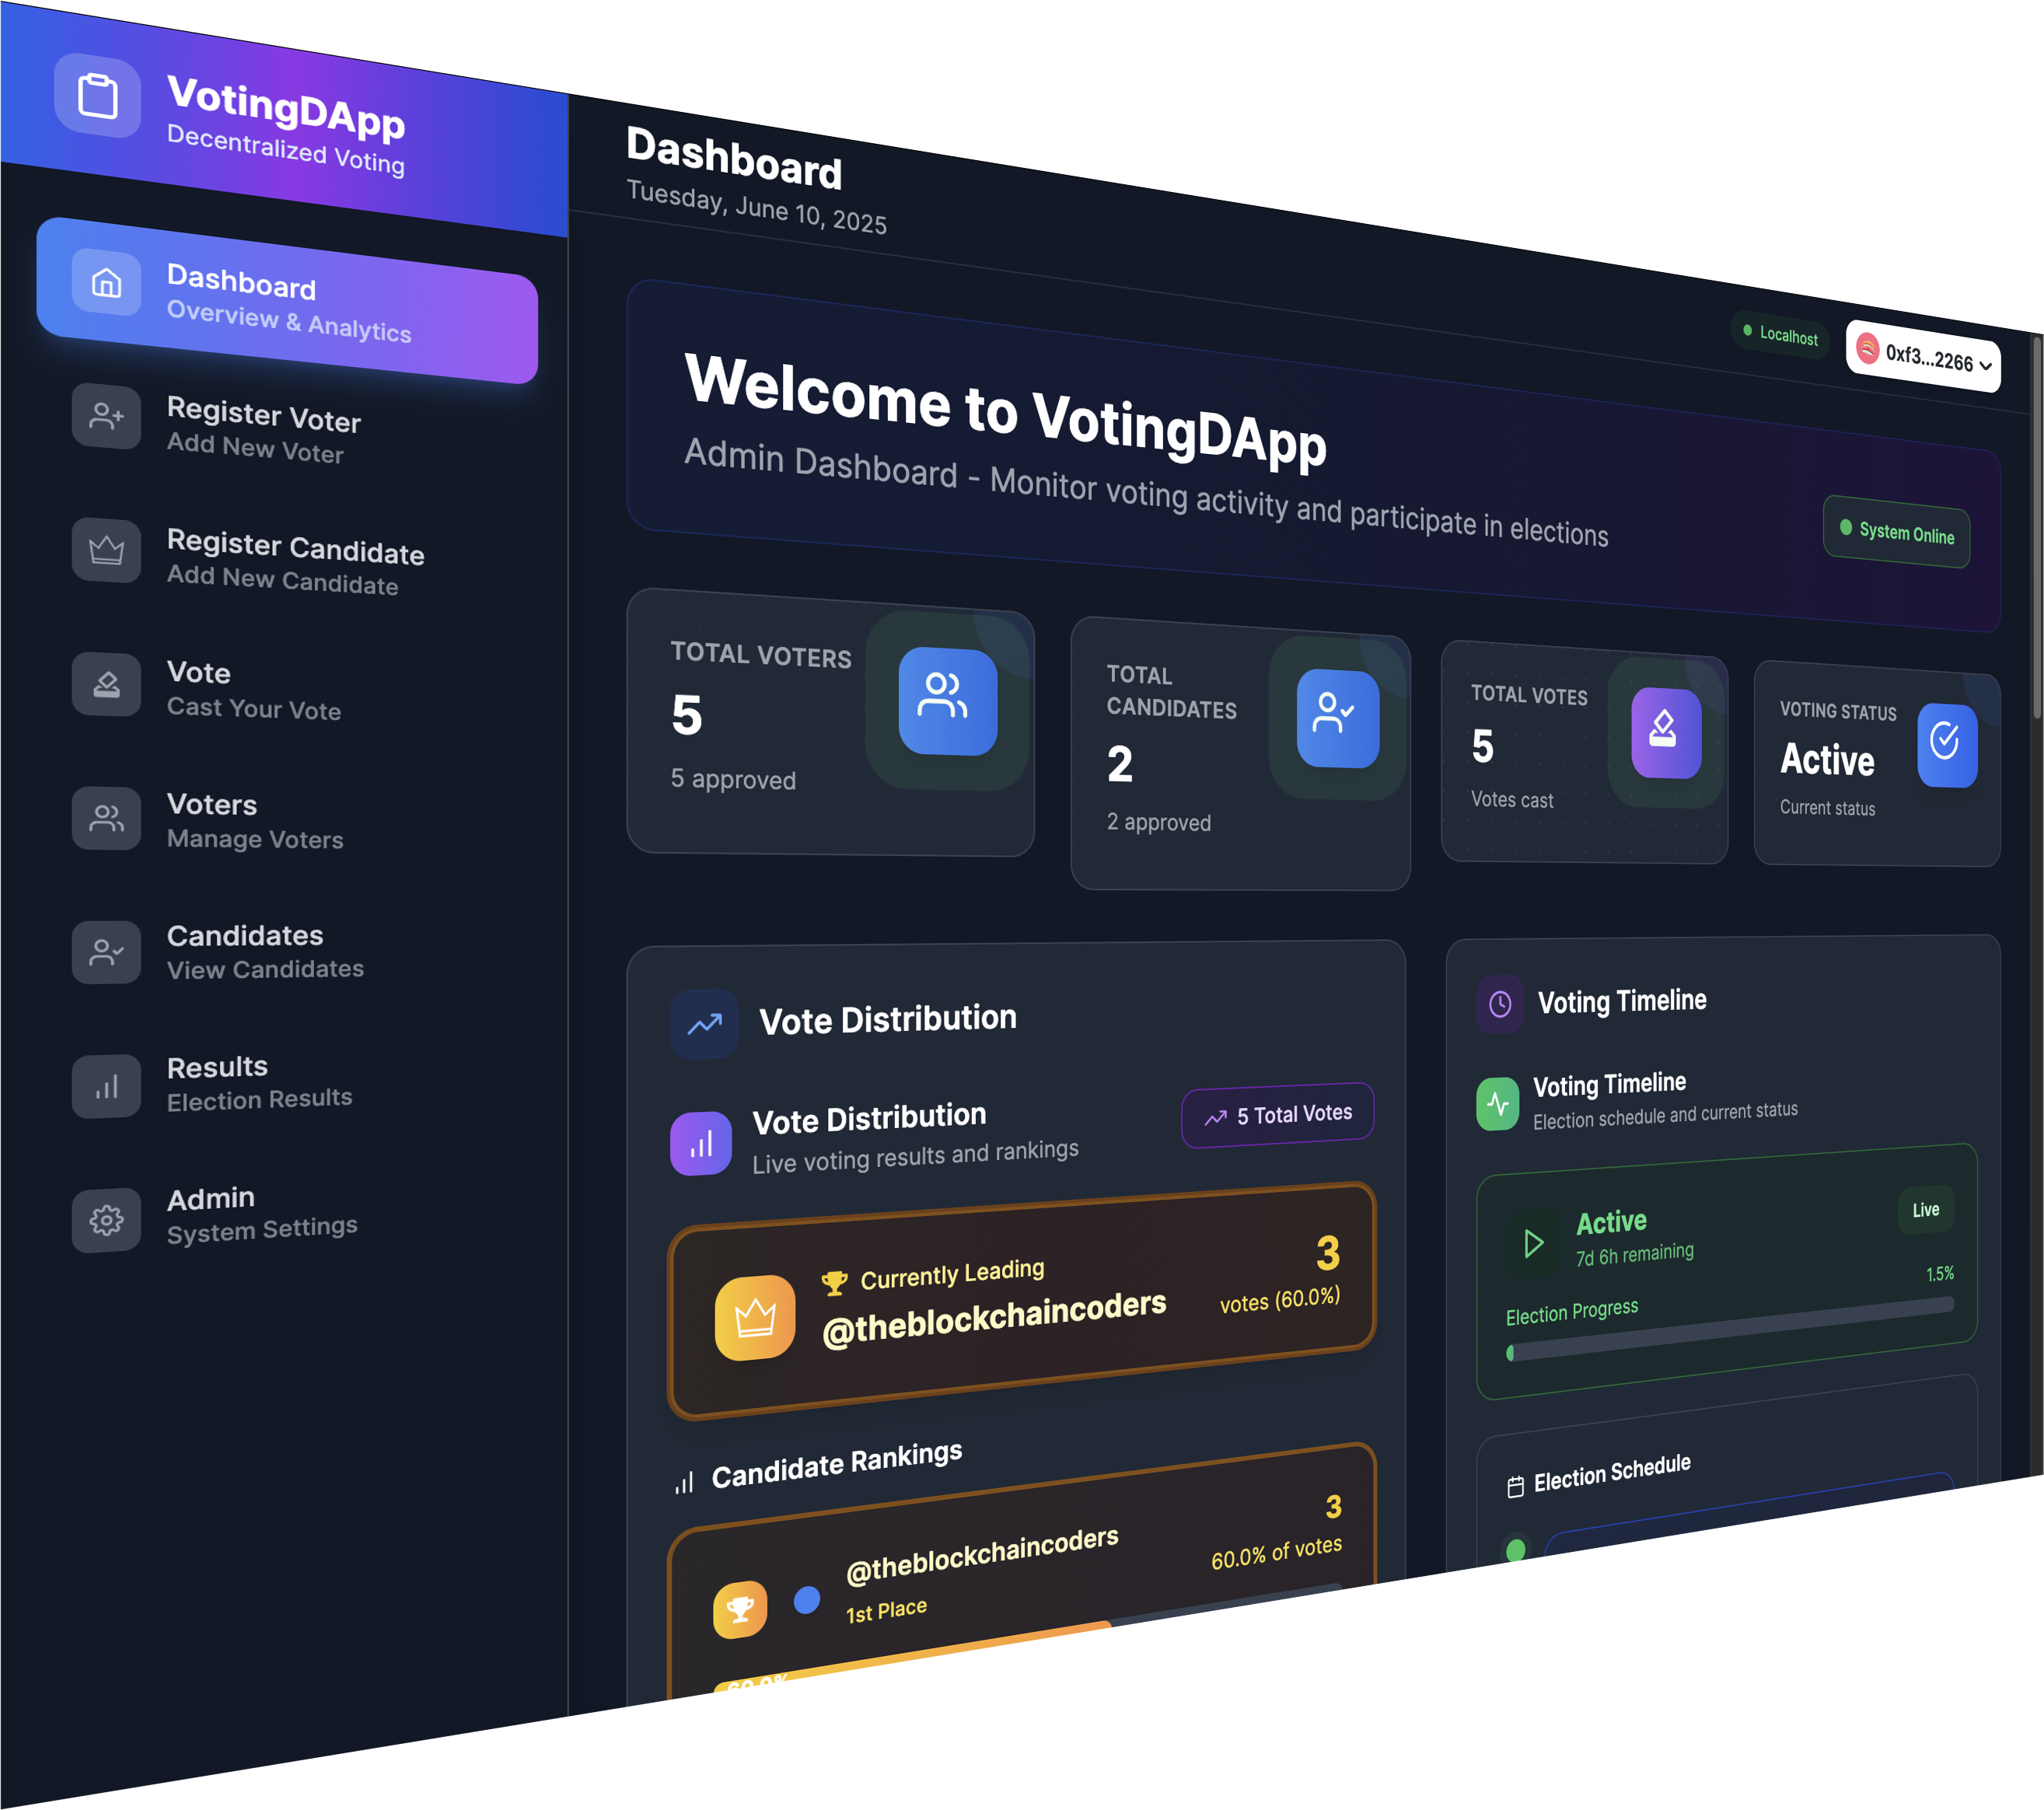 VotingDApp
Decentralized Voting
Dashboard
Overview & Analytics
Register Voter
Add New Voter
Register Candidate
Add New Candidate
Vote
Cast Your Vote
Voters
Manage Voters
Candidates
View Candidates
Results
Election Results
Admin
System Settings
Dashboard
Tuesday, June 10, 2025
Localhost
0xf3...2266
Welcome to VotingDApp
Admin Dashboard - Monitor voting activity and participate in elections
System Online
TOTAL VOTERS
5
5 approved
TOTAL
CANDIDATES
2
2 approved
TOTAL VOTES
5
Votes cast
VOTING STATUS
Active
Current status
Vote Distribution
Vote Distribution
Live voting results and rankings
5 Total Votes
Currently Leading
@theblockchaincoders
3
votes (60.0%)
Candidate Rankings
@theblockchaincoders
1st Place
3
60.0% of votes
60.0%
Voting Timeline
Voting Timeline
Election schedule and current status
Active
7d 6h remaining
Live
Election Progress
1.5%
Election Schedule